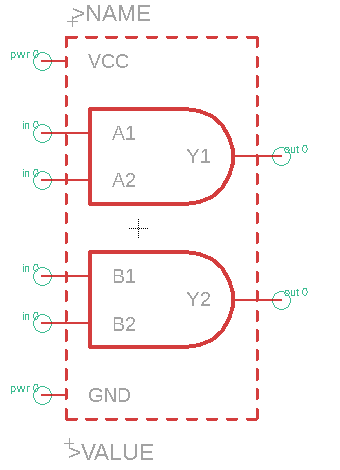 >NAME
pwr 0
VCC
in 0
A1
out 0
Y1
in 0
A2
in 0
B1
out 0
Y2
in 0
B2
pwr 0
GND
>VALUE